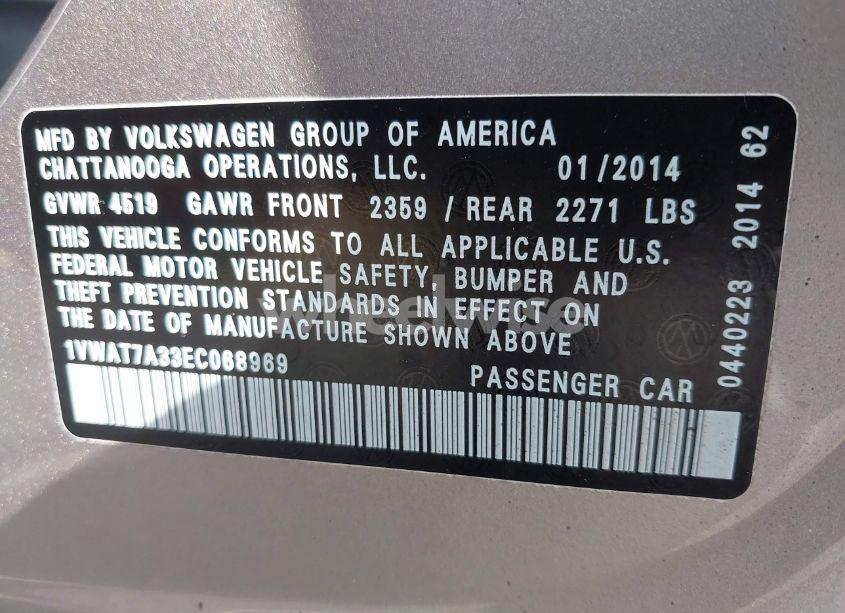 MFD BY VOLKSWAGEN GROUP OF AMERICA
CHATTANOOGA OPERATIONS, LLC. 01/2014
GVWR 4519 GAWR FRONT 2359 / REAR 2271 LBS
THIS VEHICLE CONFORMS TO ALL APPLICABLE U.S.
FEDERAL MOTOR VEHICLE SAFETY, BUMPER AND
THEFT PREVENTION STANDARDS IN EFFECT ON
THE DATE OF MANUFACTURE SHOWN ABOVE
1VWAT7A33EC068969
PASSENGER CAR
0440223 2014 62
wheelwise